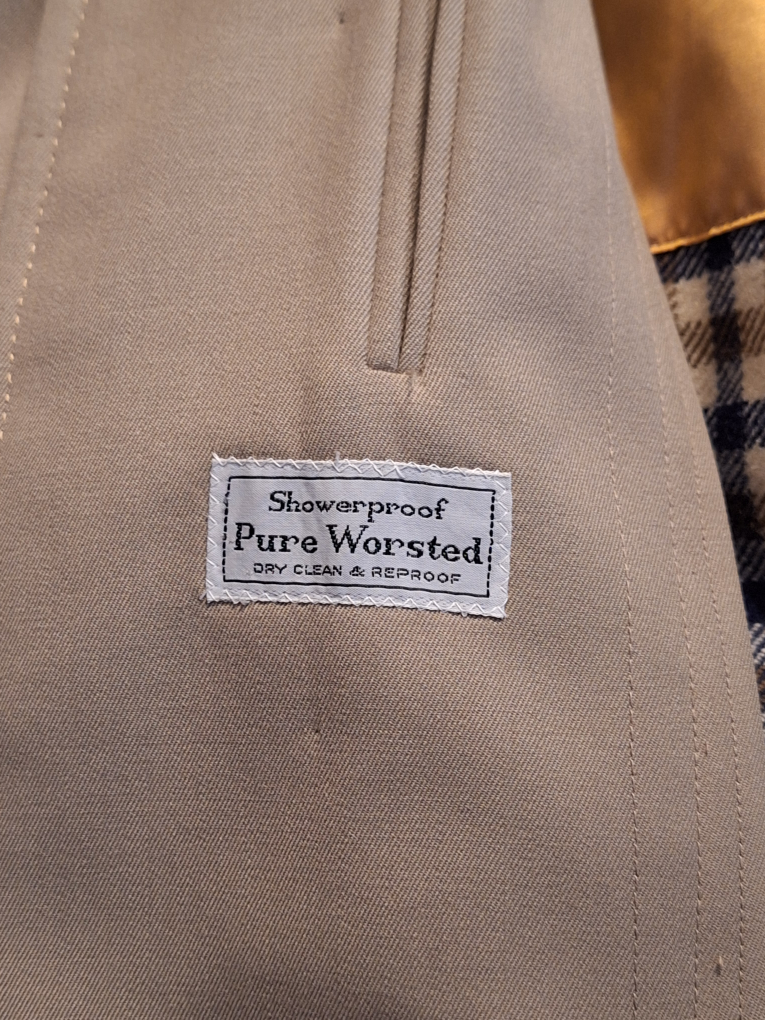 Showerproof
Pure Worsted
DRY CLEAN & REPROOF